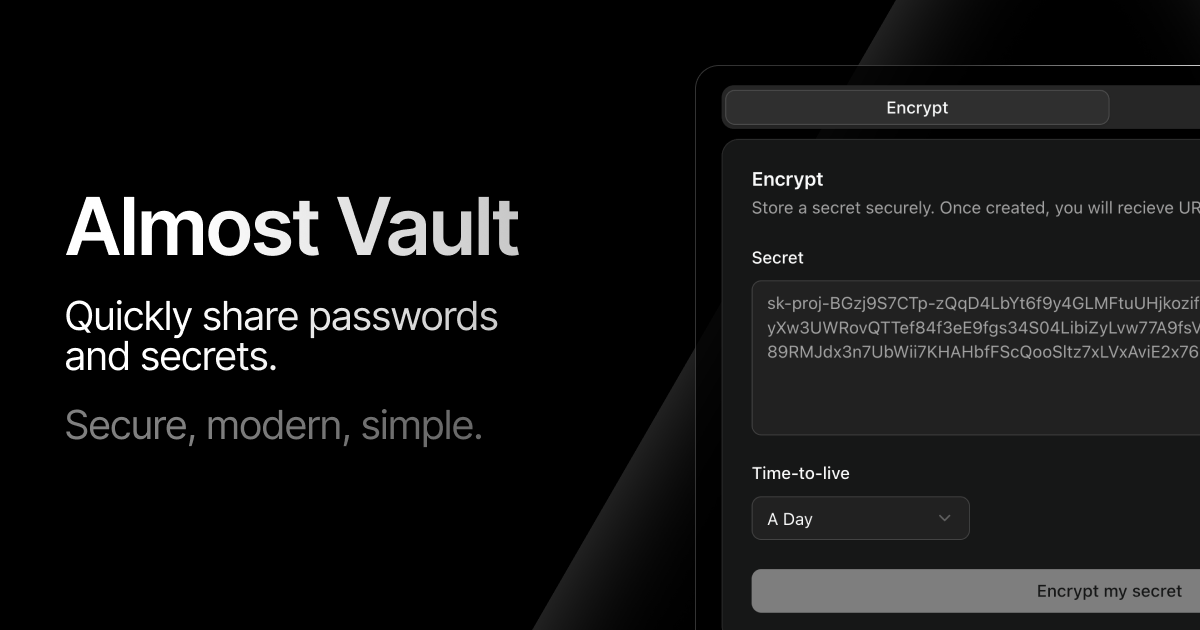 Almost Vault
Quickly share passwords
and secrets.
Secure, modern, simple.
Encrypt
Encrypt
Store a secret securely. Once created, you will recieve UR
Secret
sk-proj-BGzj9S7CTp-zQqD4LbYt6f9y4GLMFtuUHjkozif
yXw3UWRovQTTef84f3eE9fgs34S04LibiZyLvw77A9fsV
89RMJdx3n7UbWii7KHAHbfFScQooSltz7xLVxAviE2x76
Time-to-live
A Day
Encrypt my secret